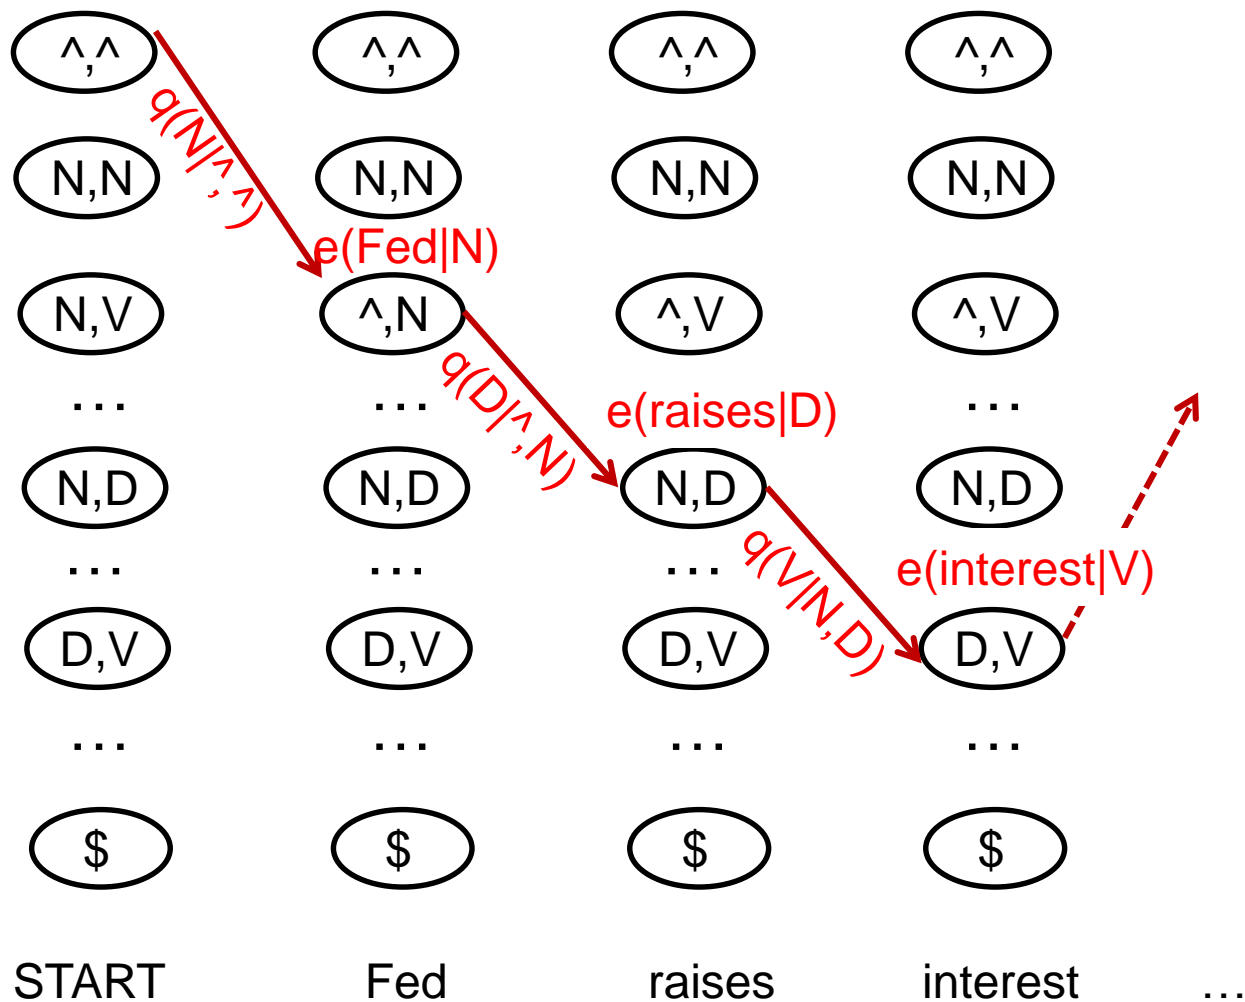 ^,^ ^,^ ^,^ ^,^
q(N|^,^)
N,N N,N N,N N,N
e(Fed|N)
N,V ^,N ^,V ^,V
q(D|^,N)
… … …
e(raises|D)
N,D N,D N,D N,D
q(V|N,D)
… … …
e(interest|V)
D,V D,V D,V D,V
… … … …
$ $ $ $
START Fed raises interest …